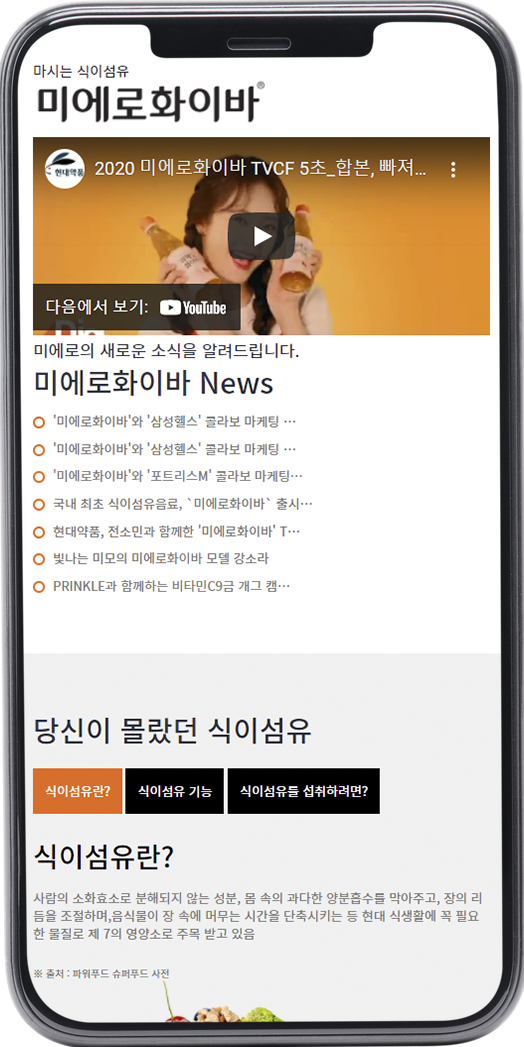 마시는 식이섬유
미에로화이바®
현대약품
2020 미에로화이바 TVCF 5초_합본, 빠져...
다음에서 보기: YouTube
미에로의 새로운 소식을 알려드립니다.
미에로화이바 News
'미에로화이바'와 '삼성헬스' 콜라보 마케팅 …
'미에로화이바'와 '삼성헬스' 콜라보 마케팅 …
'미에로화이바'와 '포트리스M' 콜라보 마케팅…
국내 최초 식이섬유음료, `미에로화이바` 출시…
현대약품, 전소민과 함께한 '미에로화이바' T…
빛나는 미모의 미에로화이바 모델 강소라
PRINKLE과 함께하는 비타민C9금 개그 캠…
당신이 몰랐던 식이섬유
식이섬유란? 식이섬유 기능 식이섬유를 섭취하려면?
식이섬유란?
사람의 소화효소로 분해되지 않는 성분, 몸 속의 과다한 양분흡수를 막아주고, 장의 리
듬을 조절하며,음식물이 장 속에 머무는 시간을 단축시키는 등 현대 식생활에 꼭 필요
한 물질로 제 7의 영양소로 주목 받고 있음
※ 출처 : 파워푸드 슈퍼푸드 사전